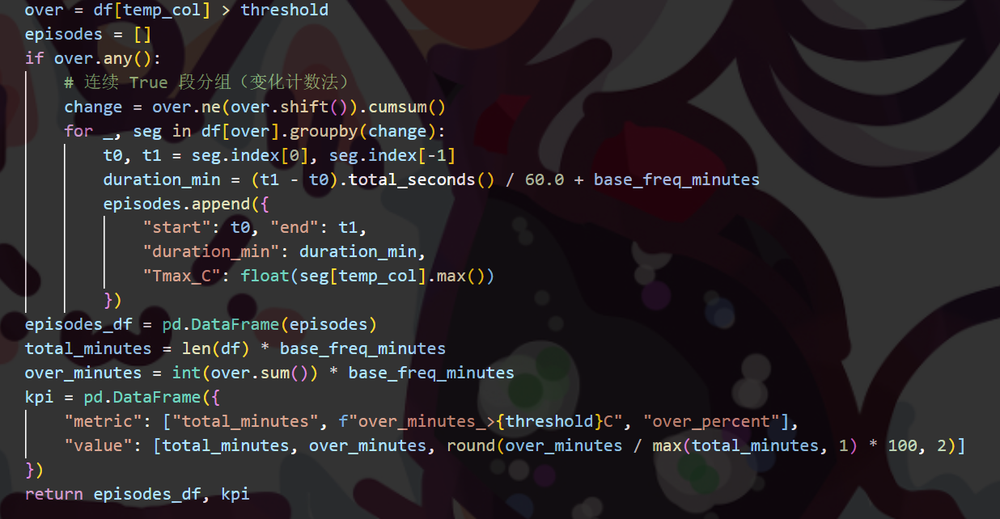 over = df[temp_col] > threshold
episodes = []
if over.any():
    # 连续 True 段分组（变化计数法）
    change = over.ne(over.shift()).cumsum()
    for _, seg in df[over].groupby(change):
        t0, t1 = seg.index[0], seg.index[-1]
        duration_min = (t1 - t0).total_seconds() / 60.0 + base_freq_minutes
        episodes.append({
            "start": t0, "end": t1,
            "duration_min": duration_min,
            "Tmax_C": float(seg[temp_col].max())
        })
episodes_df = pd.DataFrame(episodes)
total_minutes = len(df) * base_freq_minutes
over_minutes = int(over.sum()) * base_freq_minutes
kpi = pd.DataFrame({
    "metric": ["total_minutes", f"over_minutes_>{threshold}C", "over_percent"],
    "value": [total_minutes, over_minutes, round(over_minutes / max(total_minutes, 1) * 100, 2)]
})
return episodes_df, kpi